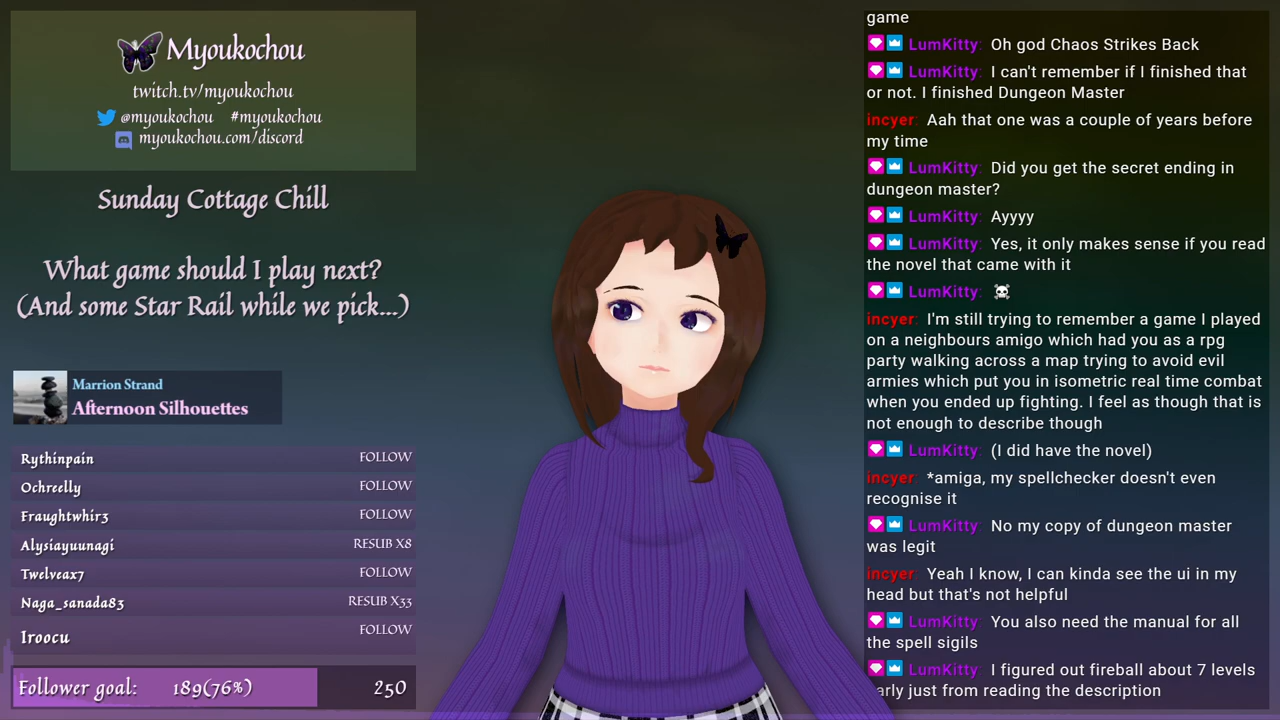 Myoukochou
twitch.tv/myoukochou
@myoukochou #myoukochou
myoukochou.com/discord
Sunday Cottage Chill
What game should I play next?
(And some Star Rail while we pick...)
Marrion Strand
Afternoon Silhouettes
Rythinpain FOLLOW
Ochreelly FOLLOW
Fraughtwhir3 FOLLOW
Alysiayuunagi RESUB X8
Twelveax7 FOLLOW
Naga_sanada83 RESUB X33
Iroocu FOLLOW
Follower goal: 189(76%) 250
game
LumKitty: Oh god Chaos Strikes Back
LumKitty: I can't remember if I finished that
or not. I finished Dungeon Master
incyer: Aah that one was a couple of years before
my time
LumKitty: Did you get the secret ending in
dungeon master?
LumKitty: Ayyyy
LumKitty: Yes, it only makes sense if you read
the novel that came with it
LumKitty: ☠
incyer: I'm still trying to remember a game I played
on a neighbours amigo which had you as a rpg
party walking across a map trying to avoid evil
armies which put you in isometric real time combat
when you ended up fighting. I feel as though that is
not enough to describe though
LumKitty: (I did have the novel)
incyer: *amiga, my spellchecker doesn't even
recognise it
LumKitty: No my copy of dungeon master
was legit
incyer: Yeah I know, I can kinda see the ui in my
head but that's not helpful
LumKitty: You also need the manual for all
the spell sigils
LumKitty: I figured out fireball about 7 levels
early just from reading the description